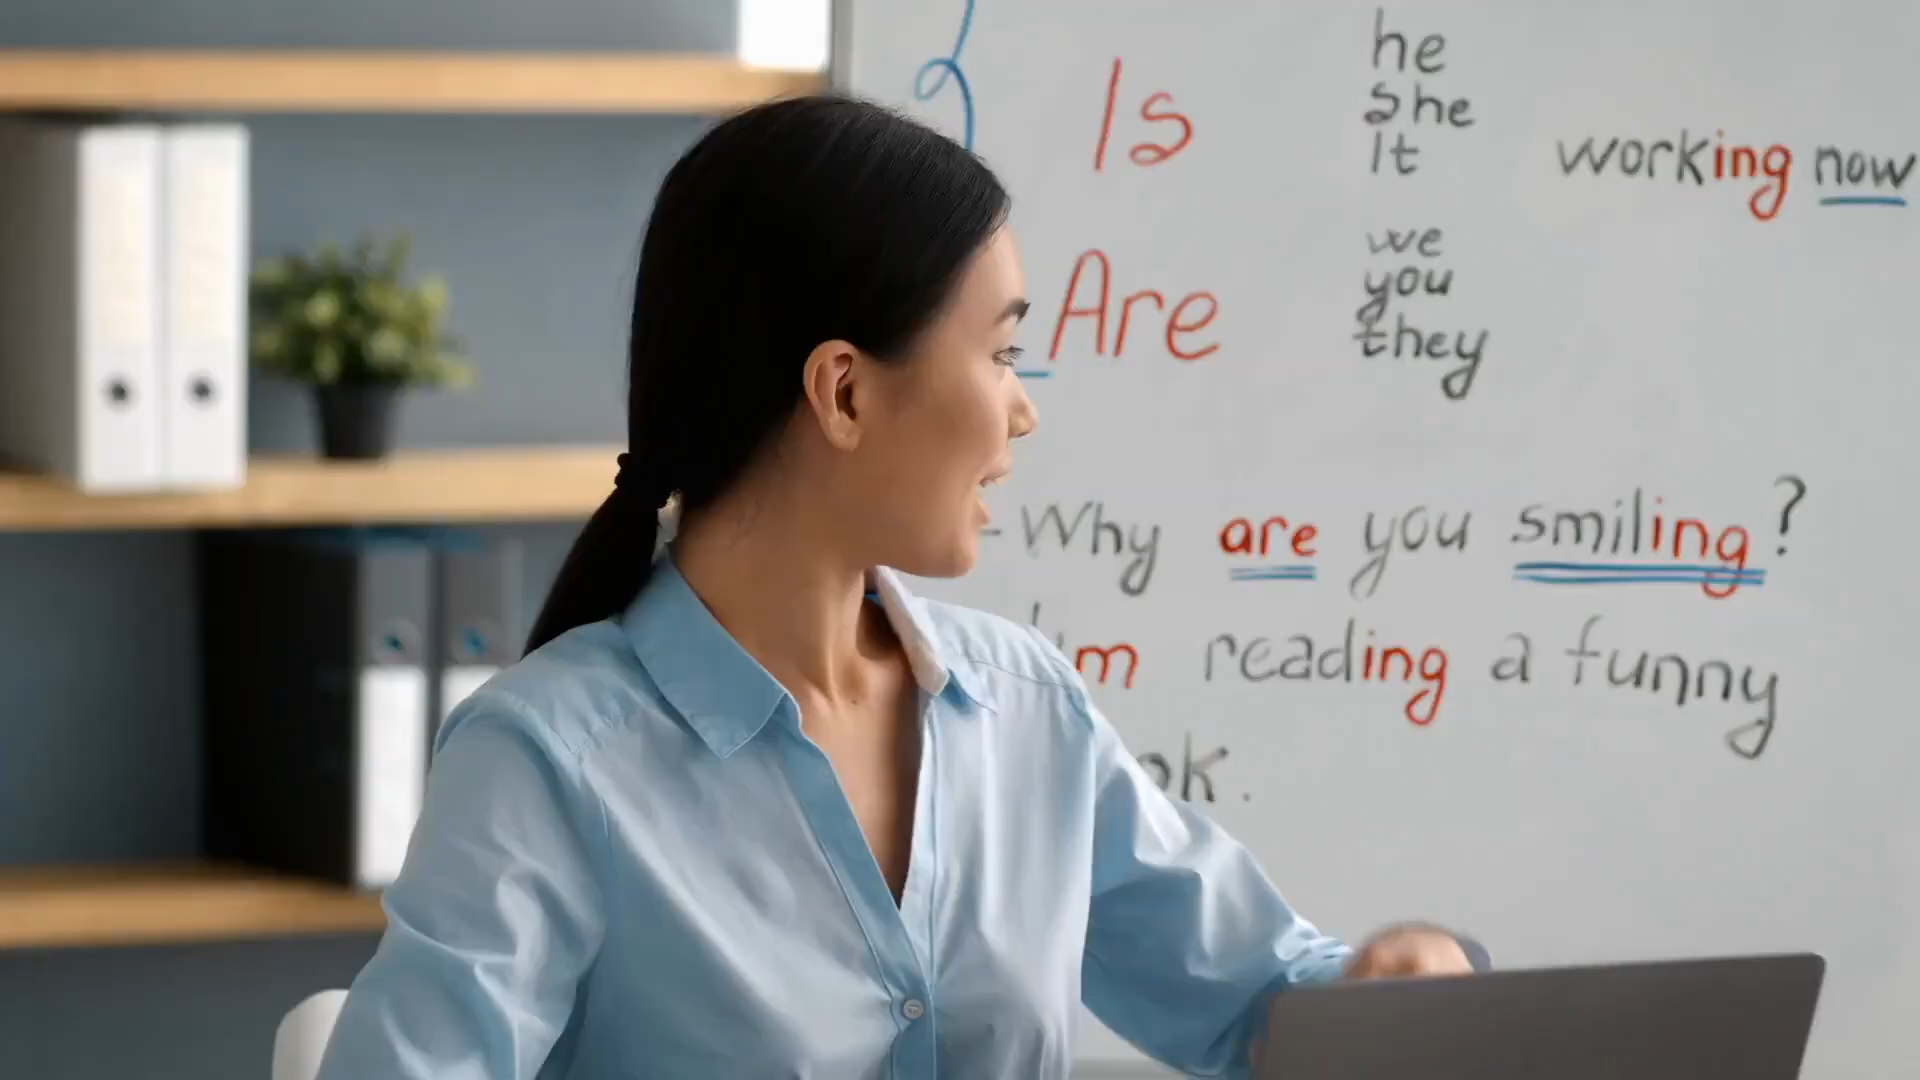 Is
he
she
It
working now
Are
we
you
they
- Why are you smiling?
reading a funny